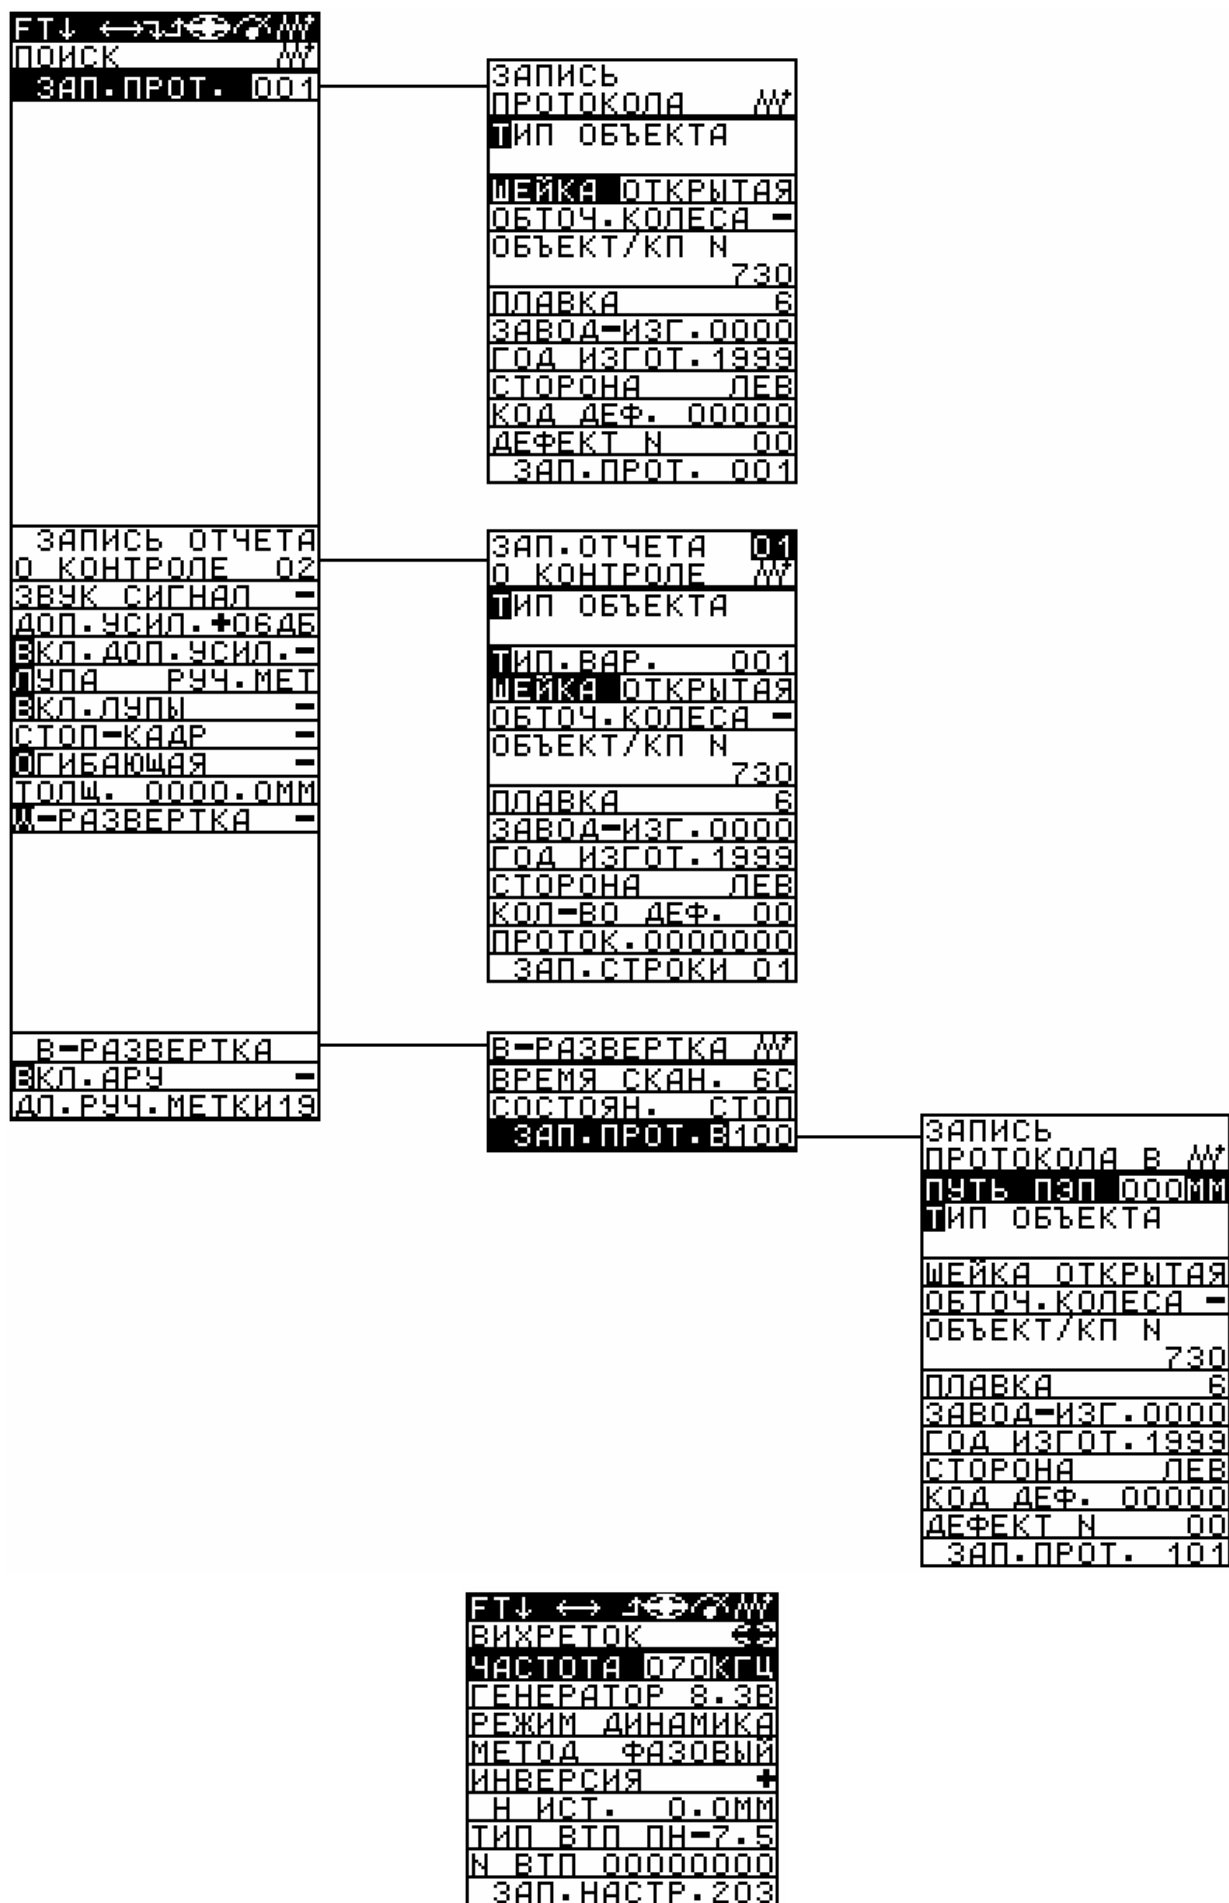 FT↓
ПОИСК
ЗАП.ПРОТ. 001
ЗАПИСЬ ОТЧЕТА
О КОНТРОЛЕ 02
ЗВУК СИГНАЛ -
ДОП.УСИЛ.+06ДБ
ВКЛ.ДОП.УСИЛ.-
ЛУПА РУЧ.МЕТ
ВКЛ.ЛУПЫ -
СТОП-КАДР -
ОГИБАЮЩАЯ -
ТОЛЩ. 0000.0ММ
Ж-РАЗВЕРТКА -
В-РАЗВЕРТКА
ВКЛ.АРУ -
ДЛ.РУЧ.МЕТКИ19
ЗАПИСЬ
ПРОТОКОЛА
ТИП ОБЪЕКТА
ШЕЙКА ОТКРЫТАЯ
ОБТОЧ.КОЛЕСА -
ОБЪЕКТ/КП N
730
ПЛАВКА 6
ЗАВОД-ИЗГ.0000
ГОД ИЗГОТ.1999
СТОРОНА ЛЕВ
КОД ДЕФ. 00000
ДЕФЕКТ N 00
ЗАП.ПРОТ. 001
ЗАП.ОТЧЕТА 01
О КОНТРОЛЕ
ТИП ОБЪЕКТА
ТИП.ВАР. 001
ШЕЙКА ОТКРЫТАЯ
ОБТОЧ.КОЛЕСА -
ОБЪЕКТ/КП N
730
ПЛАВКА 6
ЗАВОД-ИЗГ.0000
ГОД ИЗГОТ.1999
СТОРОНА ЛЕВ
КОЛ-ВО ДЕФ. 00
ПРОТОК.0000000
ЗАП.СТРОКИ 01
В-РАЗВЕРТКА
ВРЕМЯ СКАН. 6С
СОСТОЯН. СТОП
ЗАП.ПРОТ.В100
ЗАПИСЬ
ПРОТОКОЛА В
ПУТЬ ПЭП 000ММ
ТИП ОБЪЕКТА
ШЕЙКА ОТКРЫТАЯ
ОБТОЧ.КОЛЕСА -
ОБЪЕКТ/КП N
730
ПЛАВКА 6
ЗАВОД-ИЗГ.0000
ГОД ИЗГОТ.1999
СТОРОНА ЛЕВ
КОД ДЕФ. 00000
ДЕФЕКТ N 00
ЗАП.ПРОТ. 101
FT↓
ВИХРЕТОК
ЧАСТОТА 070КГЦ
ГЕНЕРАТОР 8.3В
РЕЖИМ ДИНАМИКА
МЕТОД ФАЗОВЫЙ
ИНВЕРСИЯ +
Н ИСТ. 0.0ММ
ТИП ВТП ПН-7.5
N ВТП 00000000
ЗАП.НАСТР.203